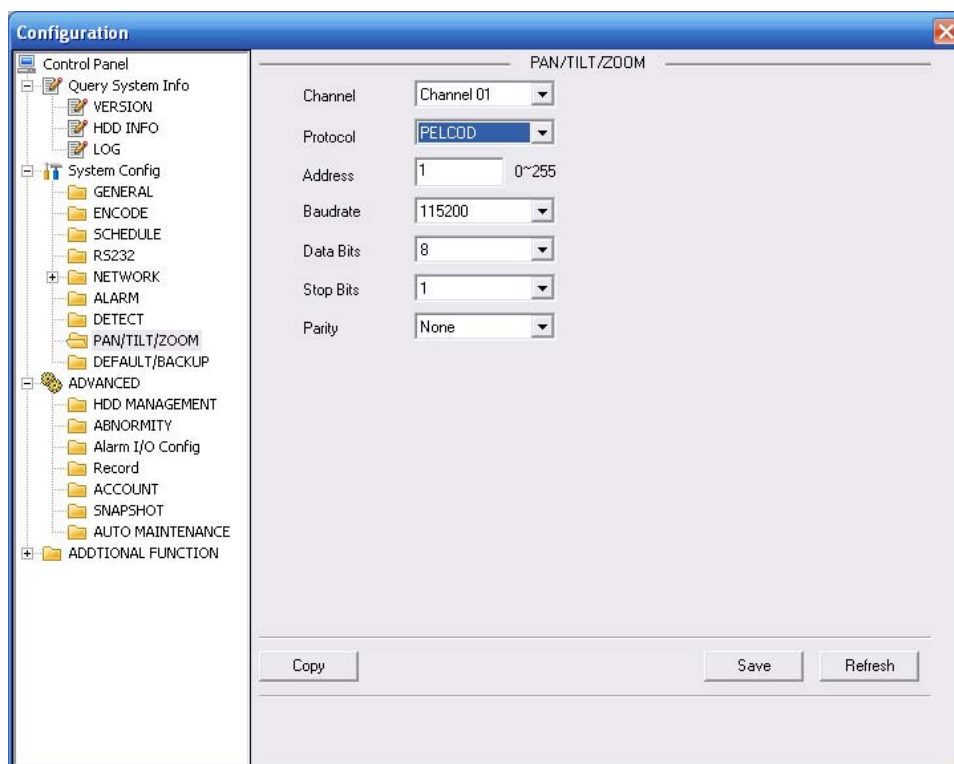 Configuration
Control Panel
Query System Info
VERSION
HDD INFO
LOG
System Config
GENERAL
ENCODE
SCHEDULE
RS232
NETWORK
ALARM
DETECT
PAN/TILT/ZOOM
DEFAULT/BACKUP
ADVANCED
HDD MANAGEMENT
ABNORMITY
Alarm I/O Config
Record
ACCOUNT
SNAPSHOT
AUTO MAINTENANCE
ADDTIONAL FUNCTION
PAN/TILT/ZOOM
Channel Channel 01
Protocol PELCOD
Address 1 0~255
Baudrate 115200
Data Bits 8
Stop Bits 1
Parity None
Copy Save Refresh